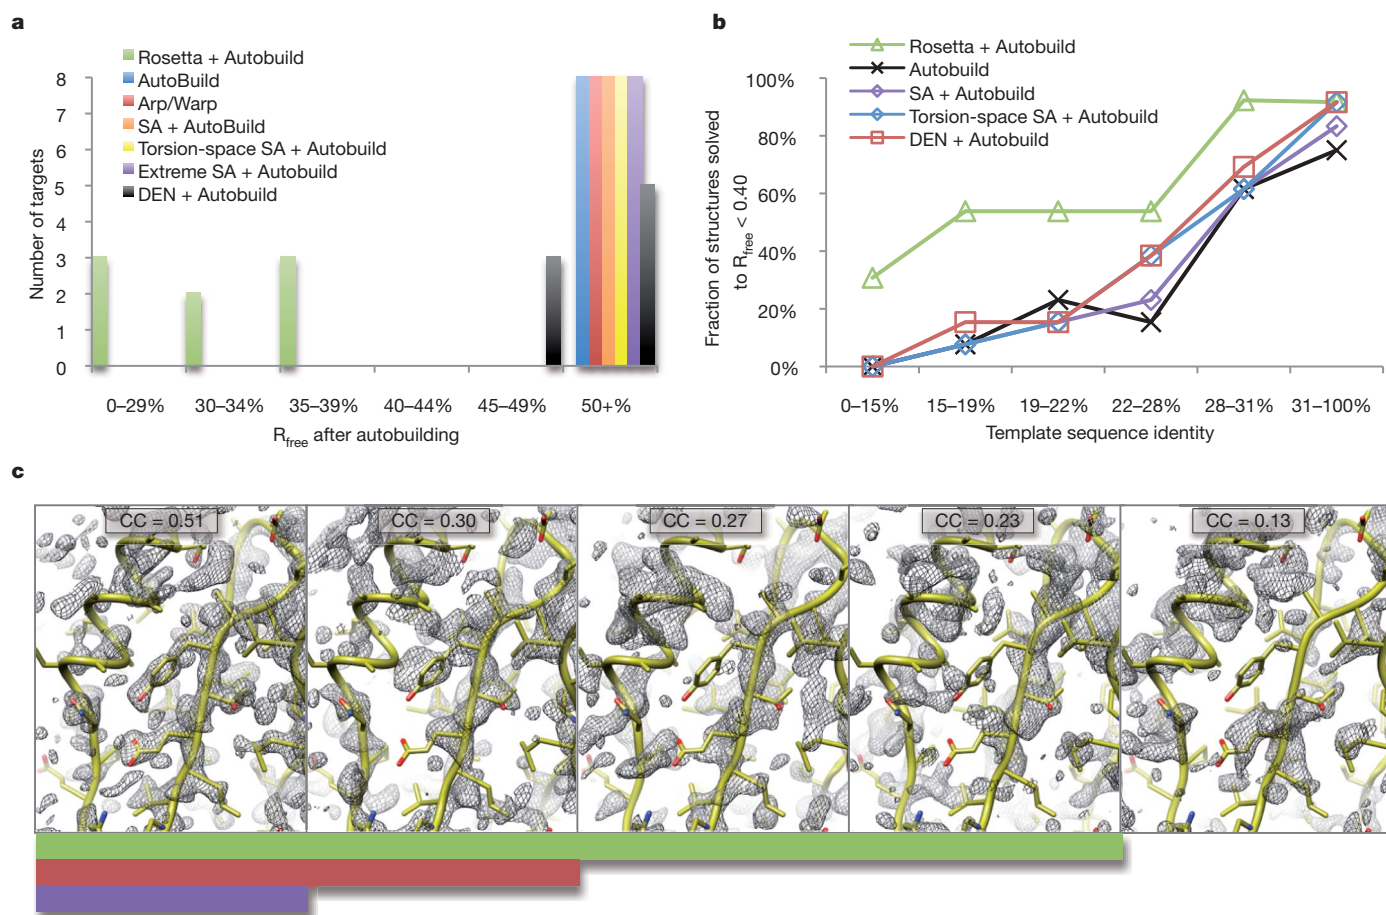 a
Rosetta + Autobuild
AutoBuild
Arp/Warp
SA + AutoBuild
Torsion-space SA + Autobuild
Extreme SA + Autobuild
DEN + Autobuild
Number of targets
8
7
6
5
4
3
2
1
0
0–29% 30–34% 35–39% 40–44% 45–49% 50+%
Rfree after autobuilding
b
Rosetta + Autobuild
Autobuild
SA + Autobuild
Torsion-space SA + Autobuild
DEN + Autobuild
Fraction of structures solved
to Rfree < 0.40
100%
80%
60%
40%
20%
0%
0–15% 15–19% 19–22% 22–28% 28–31% 31–100%
Template sequence identity
c
CC = 0.51
CC = 0.30
CC = 0.27
CC = 0.23
CC = 0.13